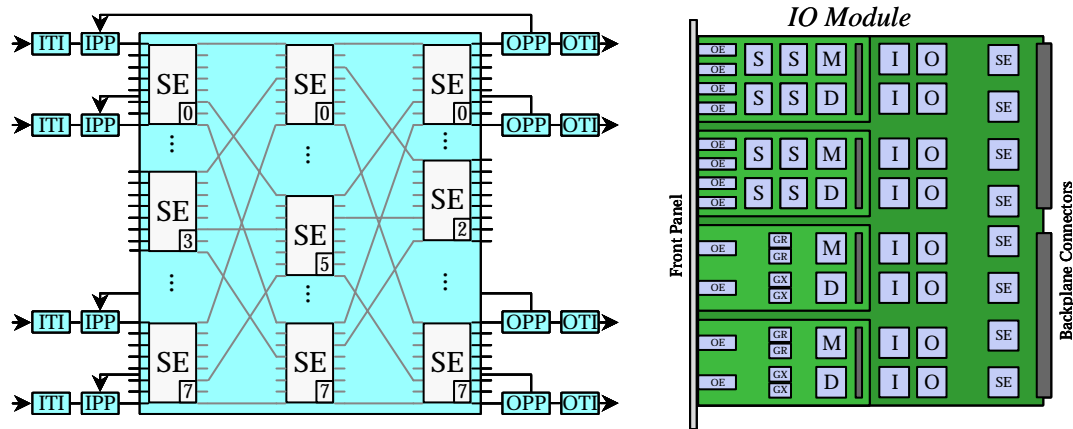 IO Module
ITI IPP OPP OTI
SE 0 SE 0 SE 0
ITI IPP OPP OTI
SE 3 SE 5 SE 2
ITI IPP OPP OTI
SE 7 SE 7 SE 7
ITI IPP OPP OTI
Front Panel
OE S S M I O SE
OE
OE S S D I O SE
OE
OE S S M I O SE
OE
OE S S D I O SE
OE
OE GR M I O SE
GR
OE GX D I O SE
GX
OE GR M I O SE
GR
OE GX D I O SE
GX
Backplane Connectors